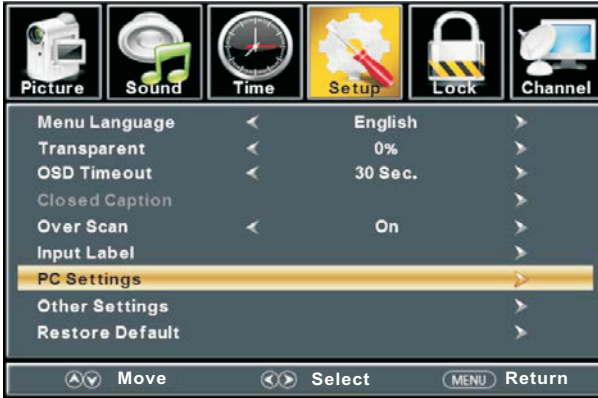 Picture Sound Time Setup Lock Channel
Menu Language English
Transparent 0%
OSD Timeout 30 Sec.
Closed Caption
Over Scan On
Input Label
PC Settings
Other Settings
Restore Default
Move Select MENU Return